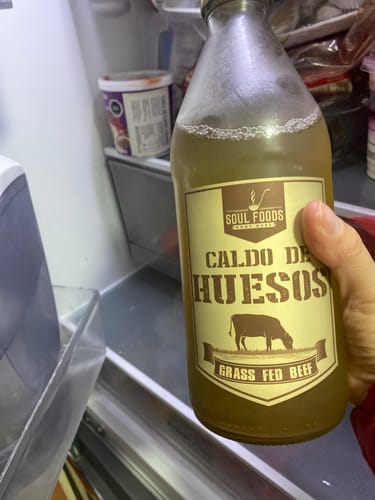 SOUL FOODS
CALDO DE
HUESOS
GRASS FED BEEF